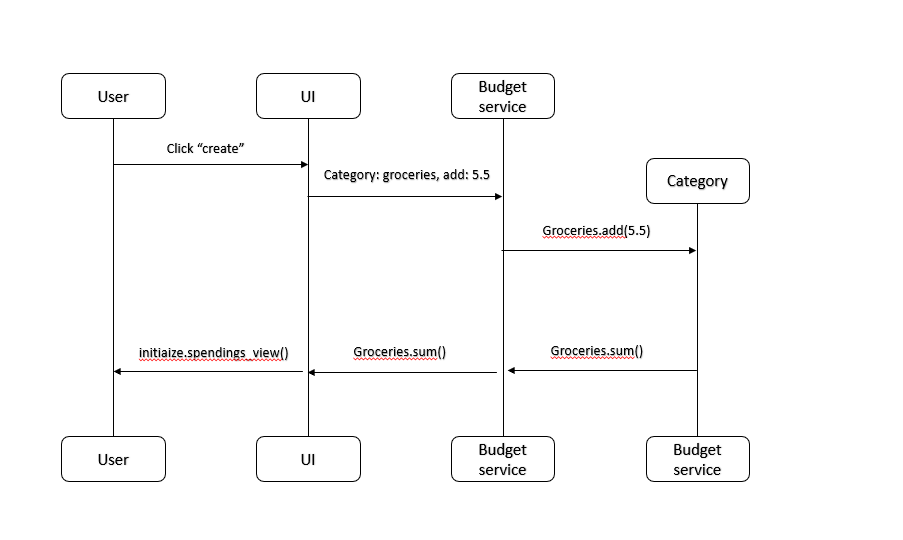 User
UI
Budget
service
Click “create”
Category: groceries, add: 5.5
Category
Groceries.add(5.5)
initiaize.spendings_view()
Groceries.sum()
Groceries.sum()
User
UI
Budget
service
Budget
service